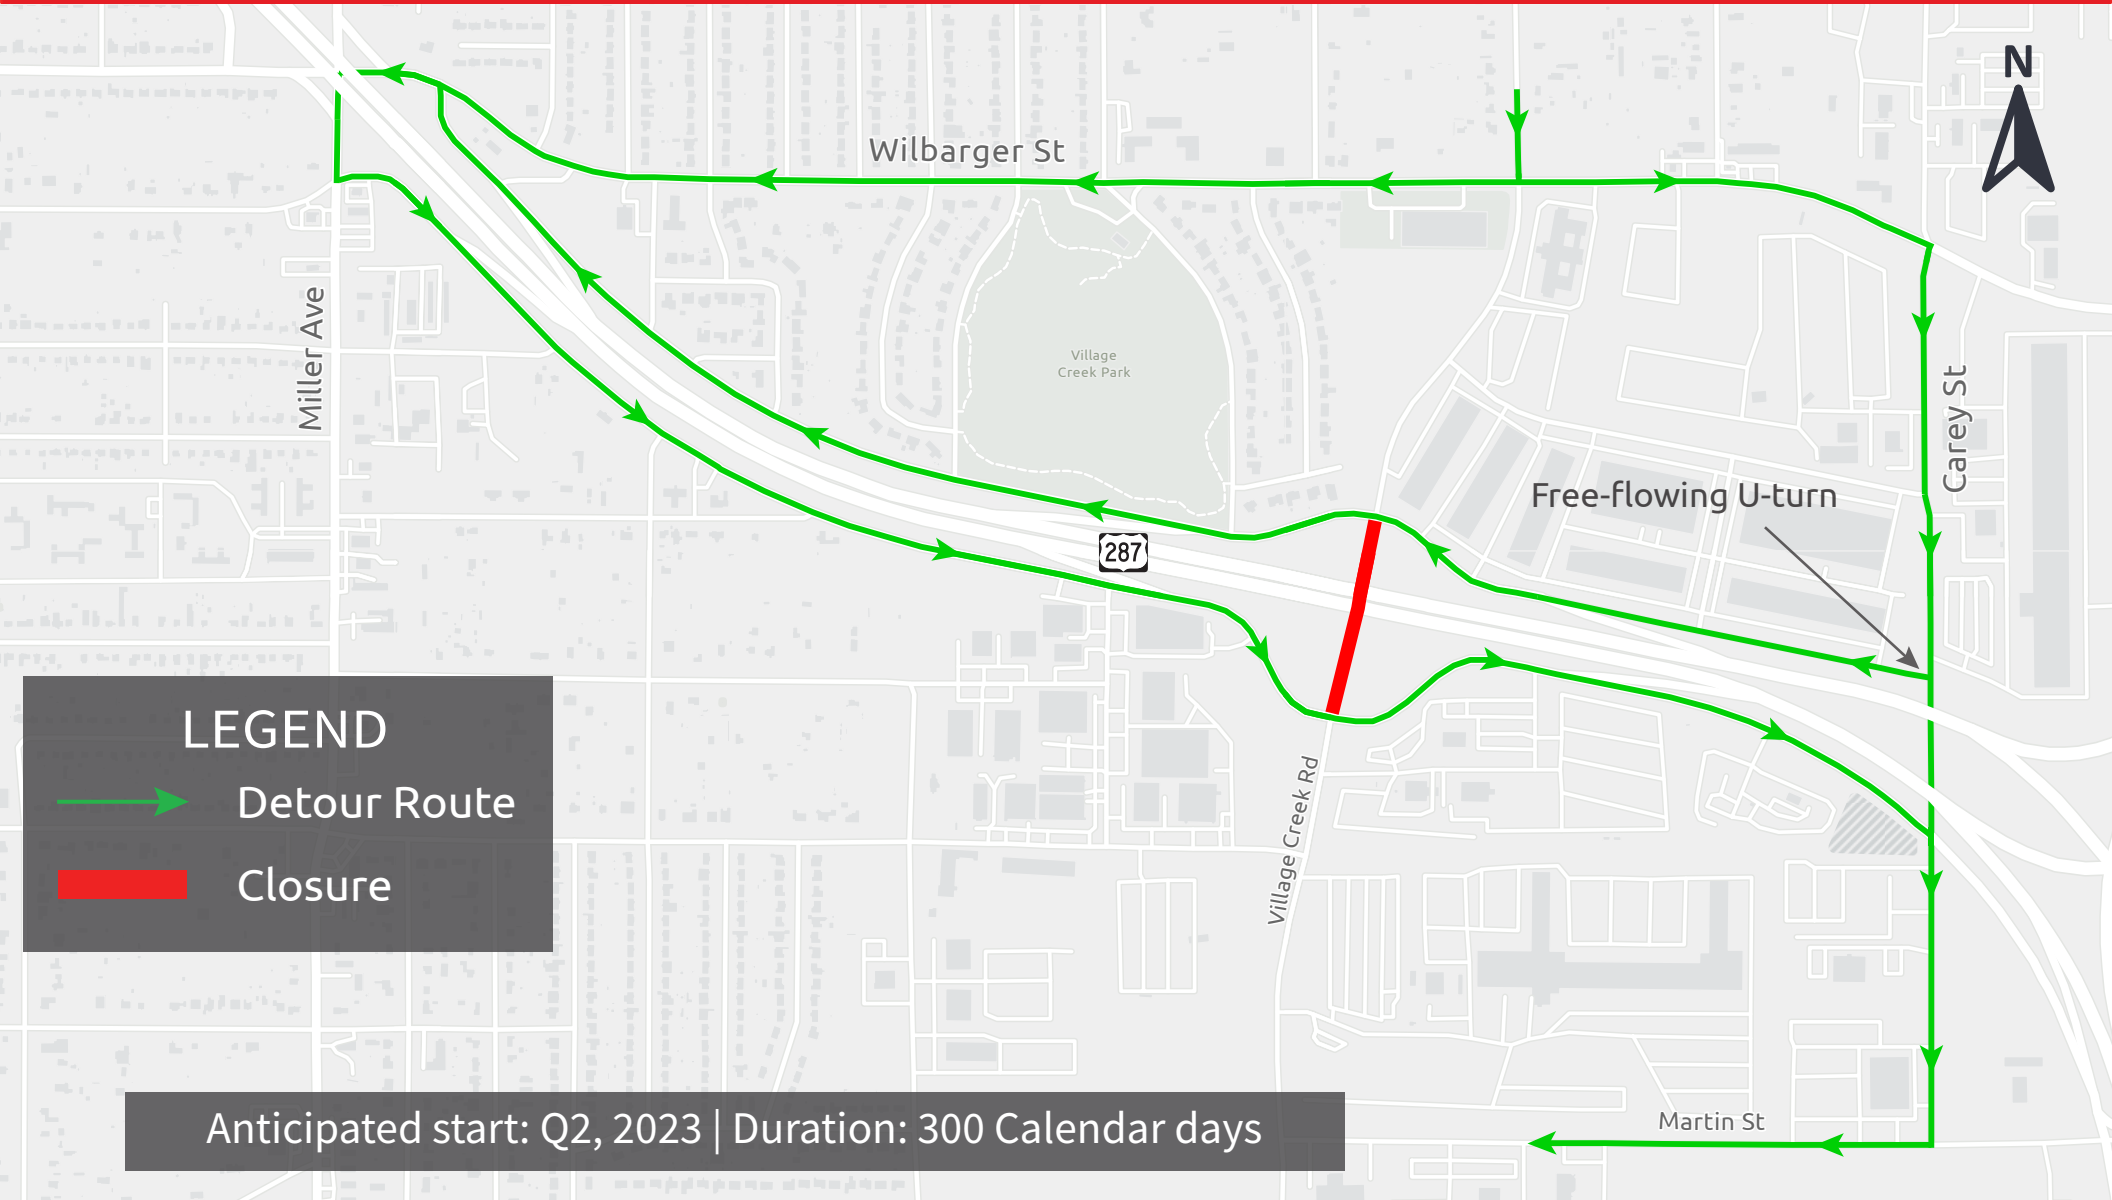 N
Wilbarger St
Miller Ave
Village
Creek Park
Carey St
Free-flowing U-turn
287
LEGEND
Detour Route
Closure
Village Creek Rd
Martin St
Anticipated start: Q2, 2023 | Duration: 300 Calendar days